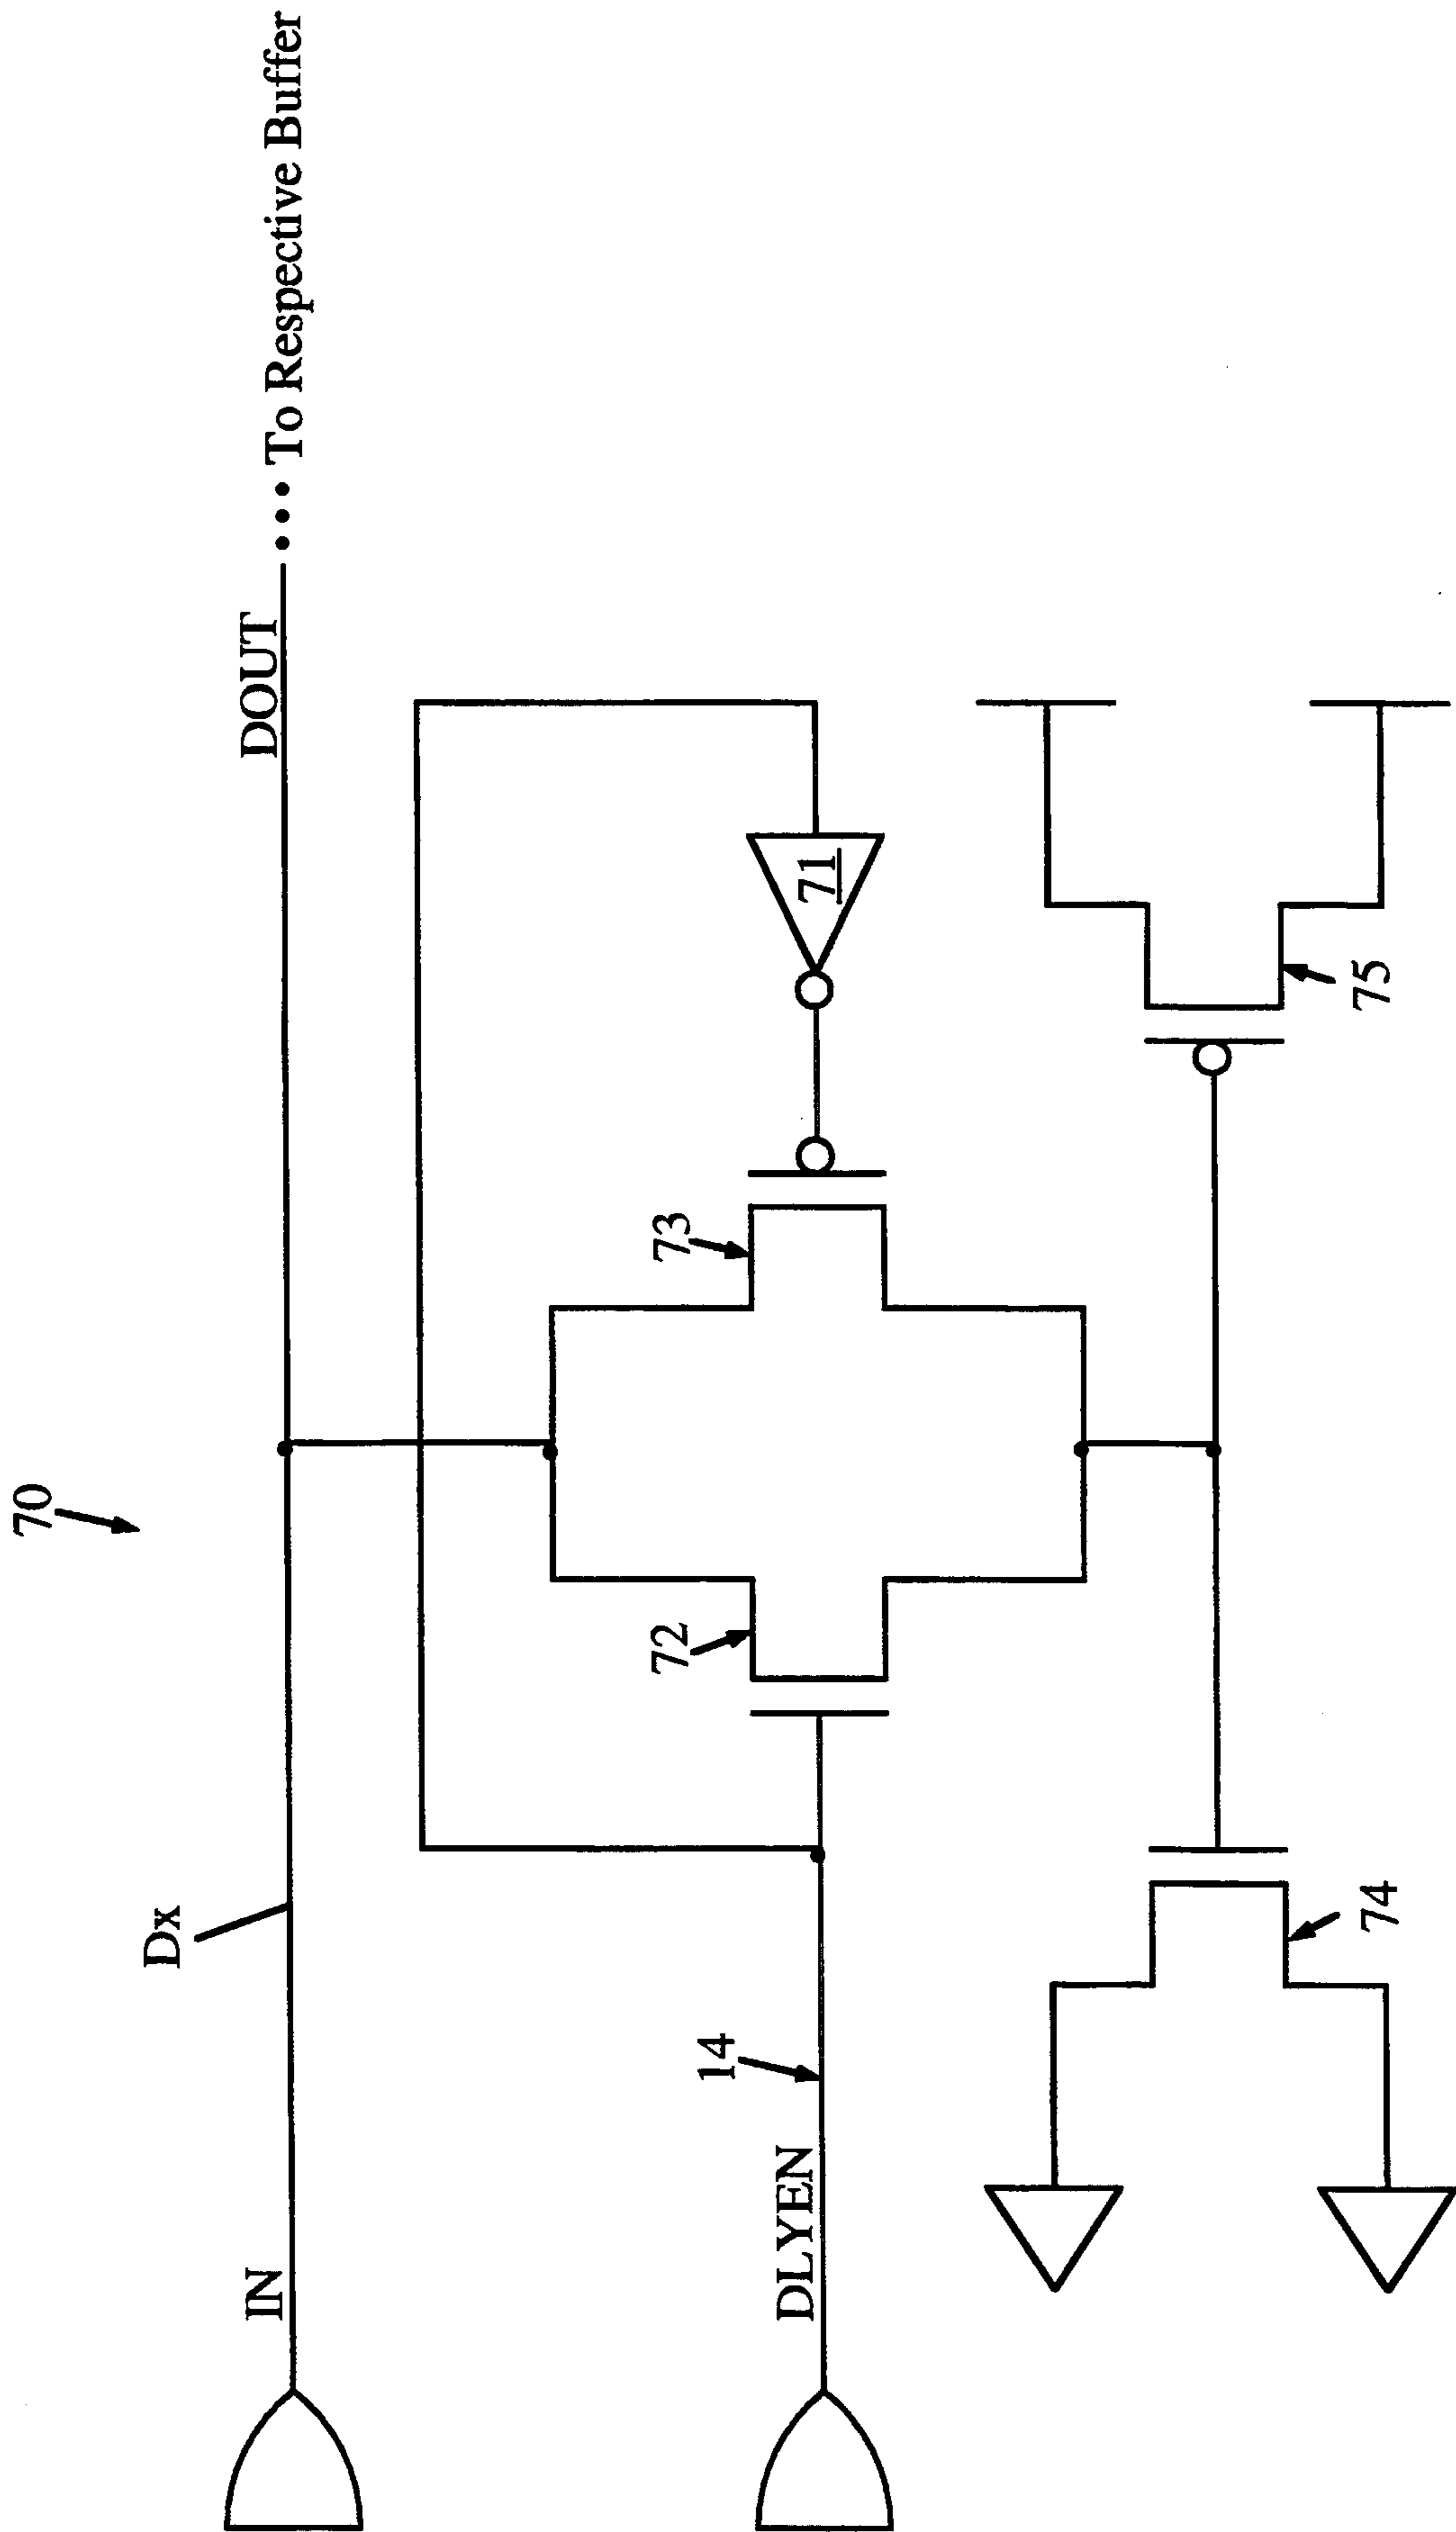 70
IN
Dx
DOUT
To Respective Buffer
DLYEN
14
72
73
71
74
75